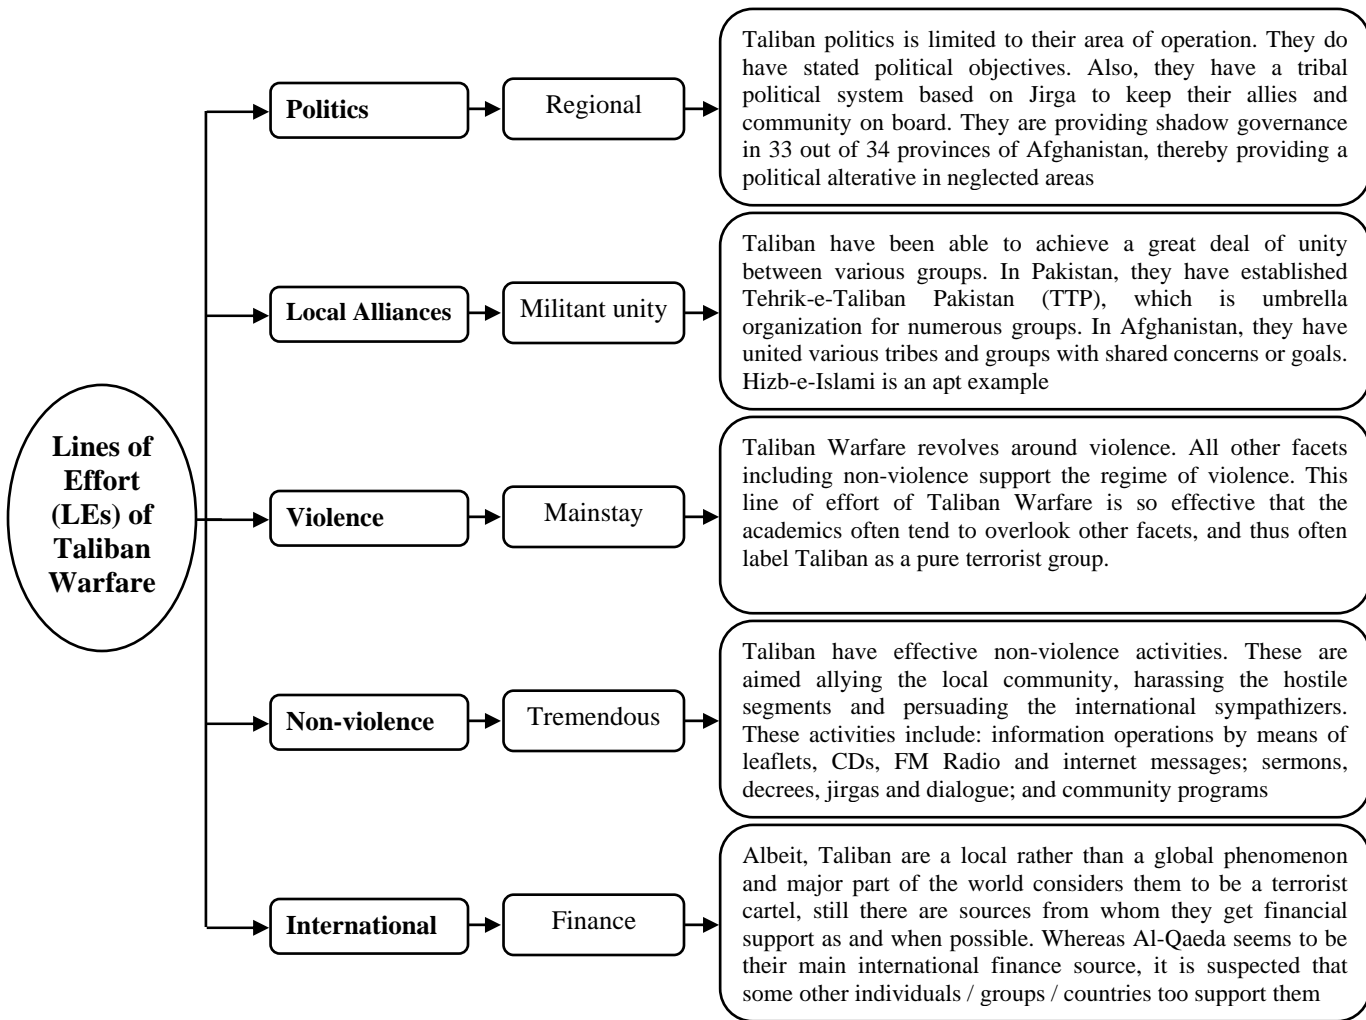 Lines of
Effort
(LEs) of
Taliban
Warfare
Politics
Regional
Taliban politics is limited to their area of operation. They do
have stated political objectives. Also, they have a tribal
political system based on Jirga to keep their allies and
community on board. They are providing shadow governance
in 33 out of 34 provinces of Afghanistan, thereby providing a
political alterative in neglected areas
Local Alliances
Militant unity
Taliban have been able to achieve a great deal of unity
between various groups. In Pakistan, they have established
Tehrik-e-Taliban Pakistan (TTP), which is umbrella
organization for numerous groups. In Afghanistan, they have
united various tribes and groups with shared concerns or goals.
Hizb-e-Islami is an apt example
Violence
Mainstay
Taliban Warfare revolves around violence. All other facets
including non-violence support the regime of violence. This
line of effort of Taliban Warfare is so effective that the
academics often tend to overlook other facets, and thus often
label Taliban as a pure terrorist group.
Non-violence
Tremendous
Taliban have effective non-violence activities. These are
aimed allying the local community, harassing the hostile
segments and persuading the international sympathizers.
These activities include: information operations by means of
leaflets, CDs, FM Radio and internet messages; sermons,
decrees, jirgas and dialogue; and community programs
International
Finance
Albeit, Taliban are a local rather than a global phenomenon
and major part of the world considers them to be a terrorist
cartel, still there are sources from whom they get financial
support as and when possible. Whereas Al-Qaeda seems to be
their main international finance source, it is suspected that
some other individuals / groups / countries too support them